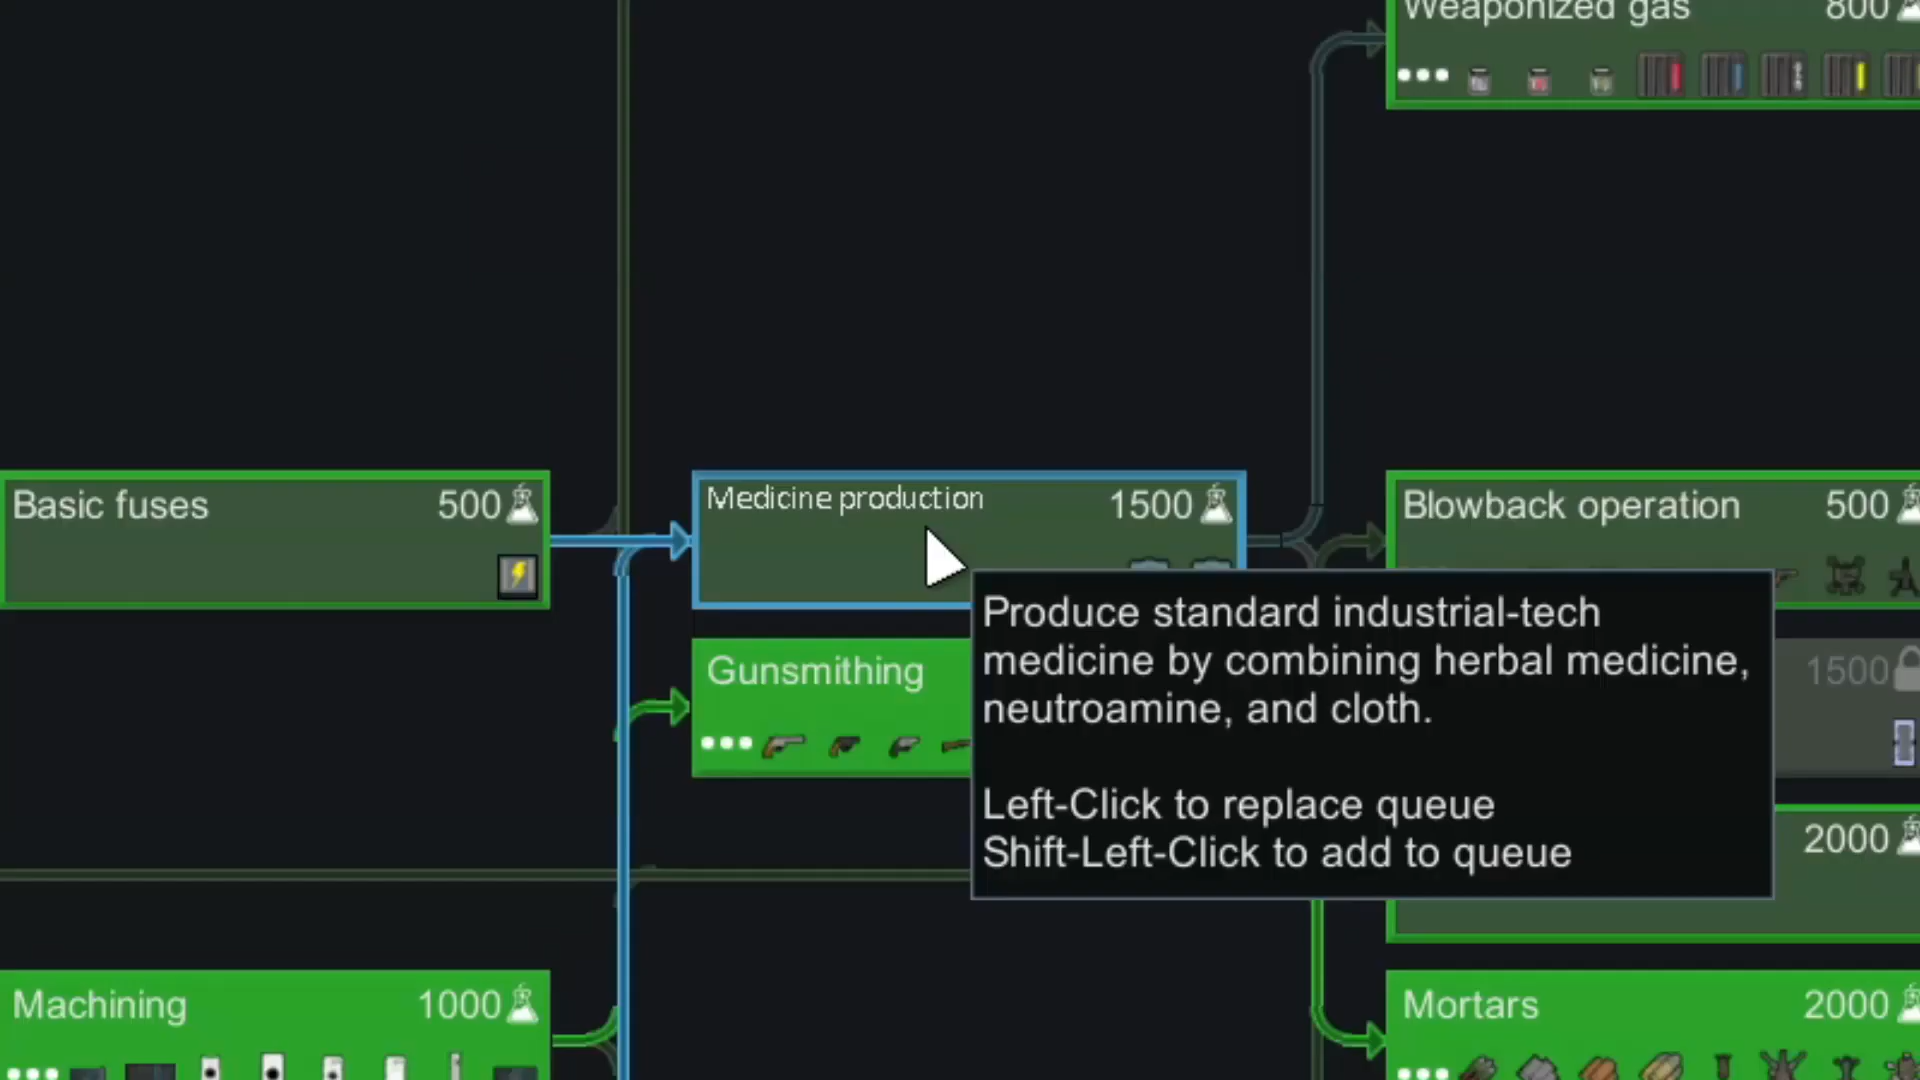 Weaponized gas 800
Basic fuses 500
Medicine production 1500
Blowback operation 500
Produce standard industrial-tech
medicine by combining herbal medicine,
neutroamine, and cloth.
Left-Click to replace queue
Shift-Left-Click to add to queue
Gunsmithing
1500
2000
Machining 1000
Mortars 2000